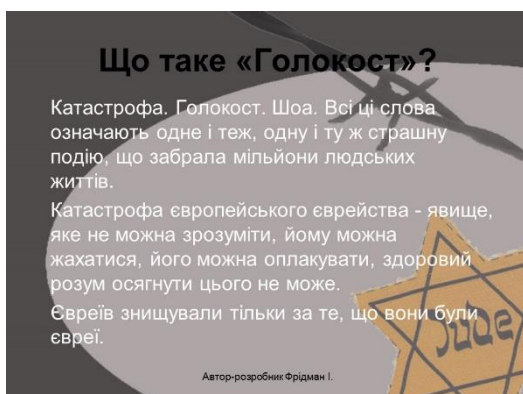 Що таке «Голокост»?
Катастрофа. Голокост. Шоа. Всі ці слова
означають одне і теж, одну і ту ж страшну
подію, що забрала мільйони людських
життів.
Катастрофа європейського єврейства - явище,
яке не можна зрозуміти, йому можна
жахатися, його можна оплакувати, здоровий
розум осягнути цього не може.
Євреїв знищували тільки за те, що вони були
євреї.
Jude
Автор-розробник Фрідман І.